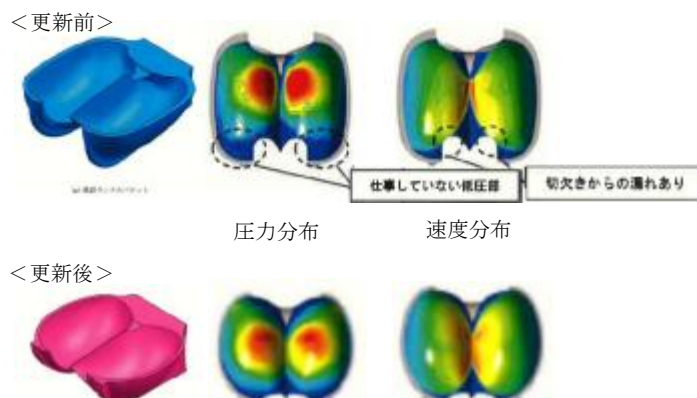 ＜更新前＞
仕事していない低圧部
切欠きからの漏れあり
圧力分布
速度分布
＜更新後＞